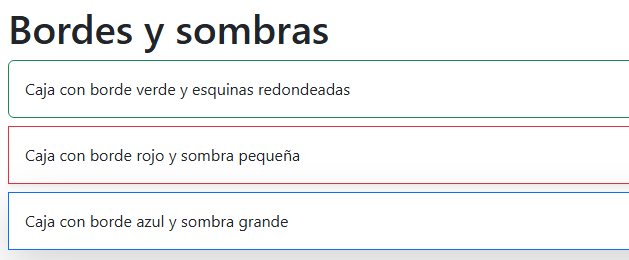 Bordes y sombras
Caja con borde verde y esquinas redondeadas
Caja con borde rojo y sombra pequeña
Caja con borde azul y sombra grande